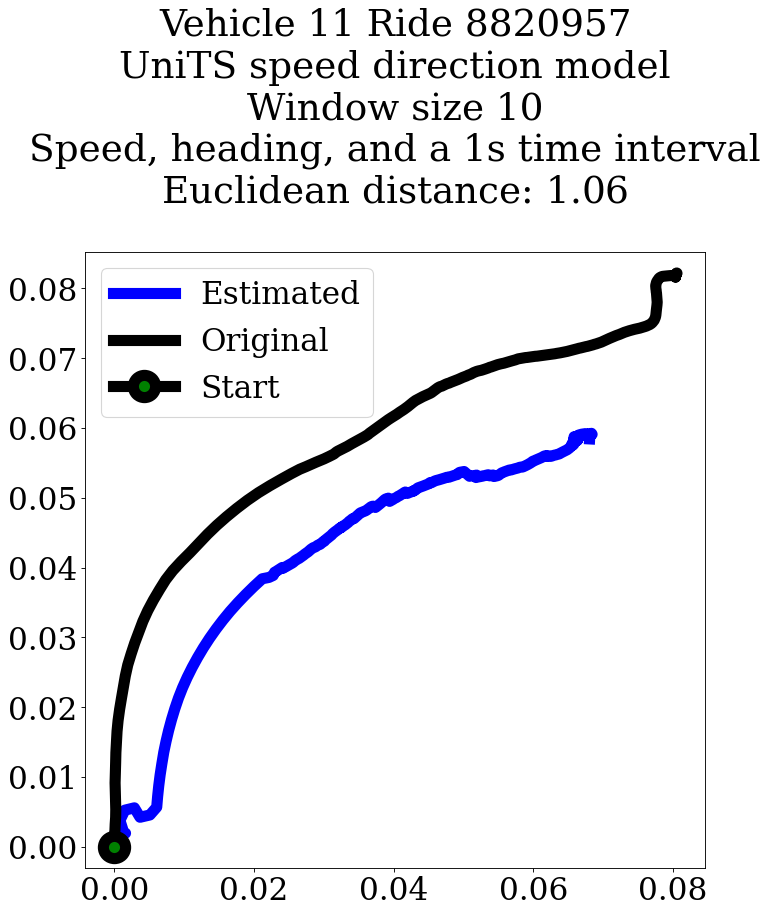 Vehicle 11 Ride 8820957
UniTS speed direction model
Window size 10
Speed, heading, and a 1s time interval
Euclidean distance: 1.06
Estimated
Original
Start
0.08
0.07
0.06
0.05
0.04
0.03
0.02
0.01
0.00
0.00 0.02 0.04 0.06 0.08